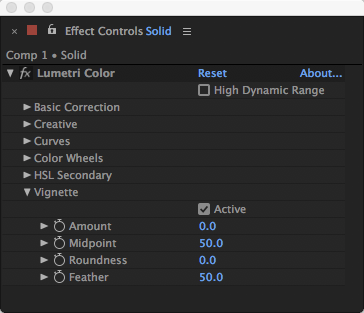 Effect Controls Solid
Comp 1 • Solid
fx Lumetri Color Reset About...
High Dynamic Range
Basic Correction
Creative
Curves
Color Wheels
HSL Secondary
Vignette
Active
Amount 0.0
Midpoint 50.0
Roundness 0.0
Feather 50.0